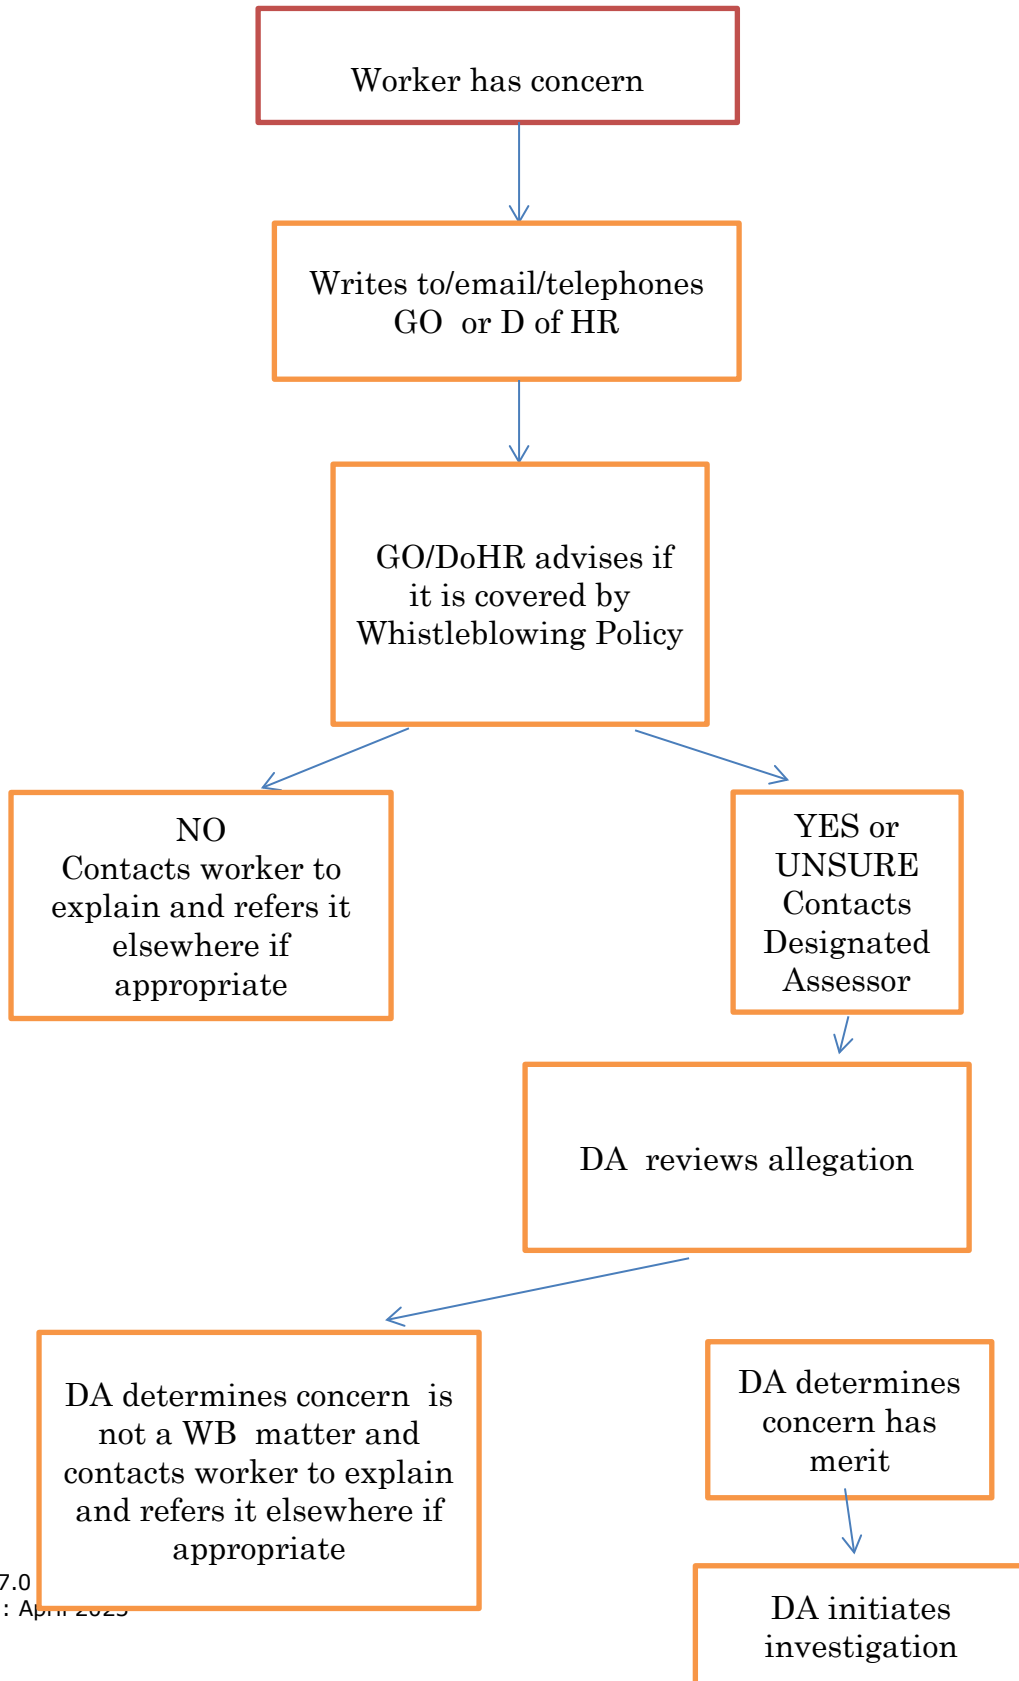 Worker has concern
Writes to/email/telephones
GO or D of HR
GO/DoHR advises if
it is covered by
Whistleblowing Policy
NO
Contacts worker to
explain and refers it
elsewhere if
appropriate
YES or
UNSURE
Contacts
Designated
Assessor
DA reviews allegation
DA determines concern is
not a WB matter and
contacts worker to explain
and refers it elsewhere if
appropriate
DA determines
concern has
merit
DA initiates
investigation
7.0
: April